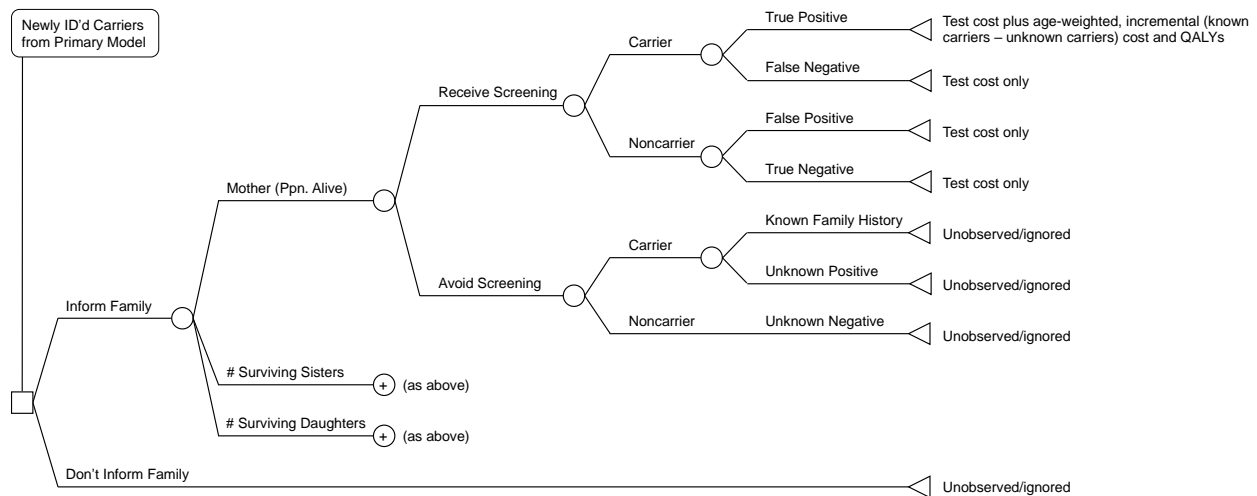 Newly ID'd Carriers
from Primary Model
True Positive
Test cost plus age-weighted, incremental (known
carriers – unknown carriers) cost and QALYs
Carrier
False Negative
Test cost only
Receive Screening
False Positive
Test cost only
Noncarrier
True Negative
Test cost only
Mother (Ppn. Alive)
Known Family History
Unobserved/ignored
Carrier
Unknown Positive
Unobserved/ignored
Avoid Screening
Noncarrier
Unknown Negative
Unobserved/ignored
Inform Family
# Surviving Sisters
+ (as above)
# Surviving Daughters
+ (as above)
Don't Inform Family
Unobserved/ignored